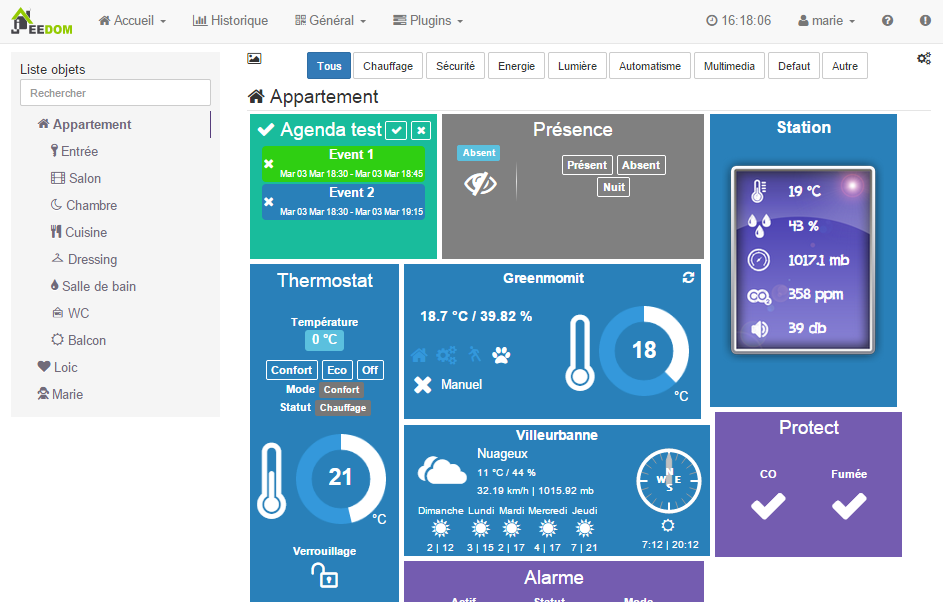 JEEDOM
Accueil
Historique
Général
Plugins
16:18:06
marie
Liste objets
Rechercher
Appartement
Entrée
Salon
Chambre
Cuisine
Dressing
Salle de bain
WC
Balcon
Loic
Marie
Tous
Chauffage
Sécurité
Energie
Lumière
Automatisme
Multimedia
Defaut
Autre
Appartement
Agenda test
Event 1
Mar 03 Mar 18:30 - Mar 03 Mar 18:45
Event 2
Mar 03 Mar 18:30 - Mar 03 Mar 19:15
Présence
Absent
Présent
Absent
Nuit
Station
19 °C
43 %
1017.1 mb
CO2
358 ppm
39 db
Thermostat
Température
0 °C
Confort
Eco
Off
Mode
Confort
Statut
Chauffage
21
°C
Verrouillage
Greenmomit
18.7 °C / 39.82 %
Manuel
18
°C
Villeurbanne
Nuageux
11 °C / 44 %
32.19 km/h | 1015.92 mb
N
W E
S
Dimanche Lundi Mardi Mercredi Jeudi
2 | 12 3 | 15 2 | 17 4 | 17 7 | 21
7:12 | 20:12
Protect
CO
Fumée
Alarme
Actif
Statut
Mode